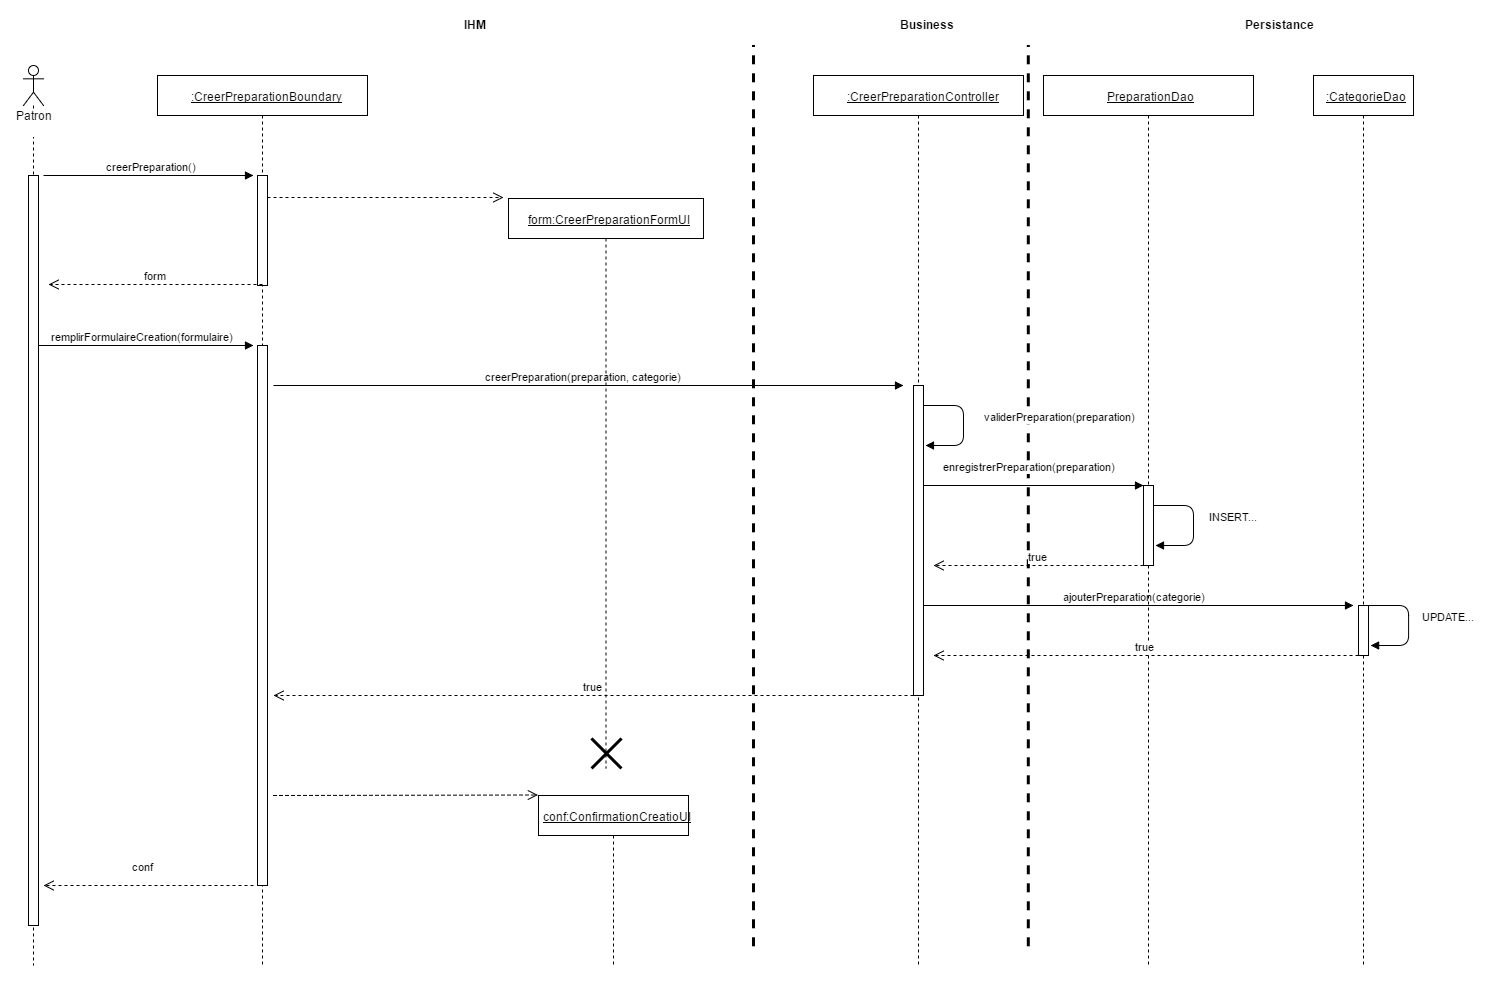 IHM
Business
Persistance
Patron
:CreerPreparationBoundary
:CreerPreparationController
PreparationDao
:CategorieDao
creerPreparation()
form:CreerPreparationFormUI
form
remplirFormulaireCreation(formulaire)
creerPreparation(preparation, categorie)
validerPreparation(preparation)
enregistrerPreparation(preparation)
INSERT...
true
ajouterPreparation(categorie)
UPDATE...
true
true
conf:ConfirmationCreatioUI
conf